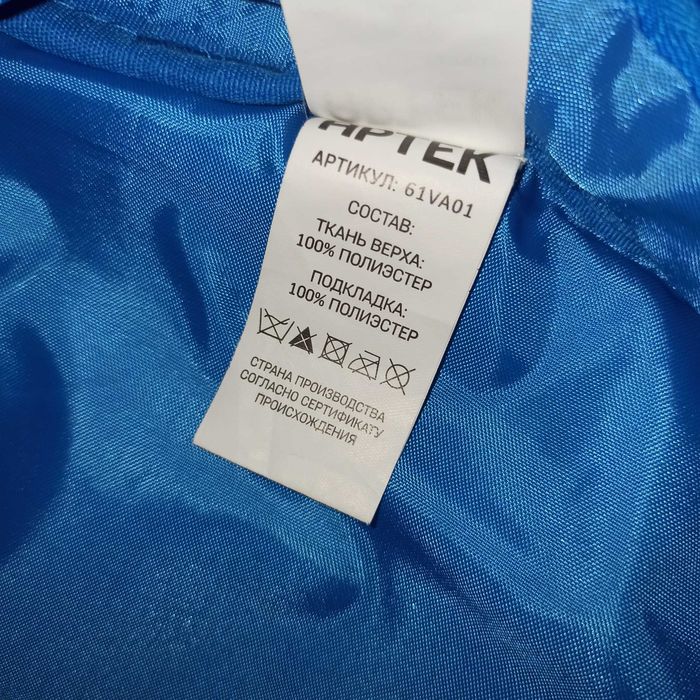 АРТЕК
АРТИКУЛ: 61VA01
СОСТАВ:
ТКАНЬ ВЕРХА:
100% ПОЛИЭСТЕР
ПОДКЛАДКА:
100% ПОЛИЭСТЕР
СТРАНА ПРОИЗВОДСТВА
СОГЛАСНО СЕРТИФИКАТУ
ПРОИСХОЖДЕНИЯ